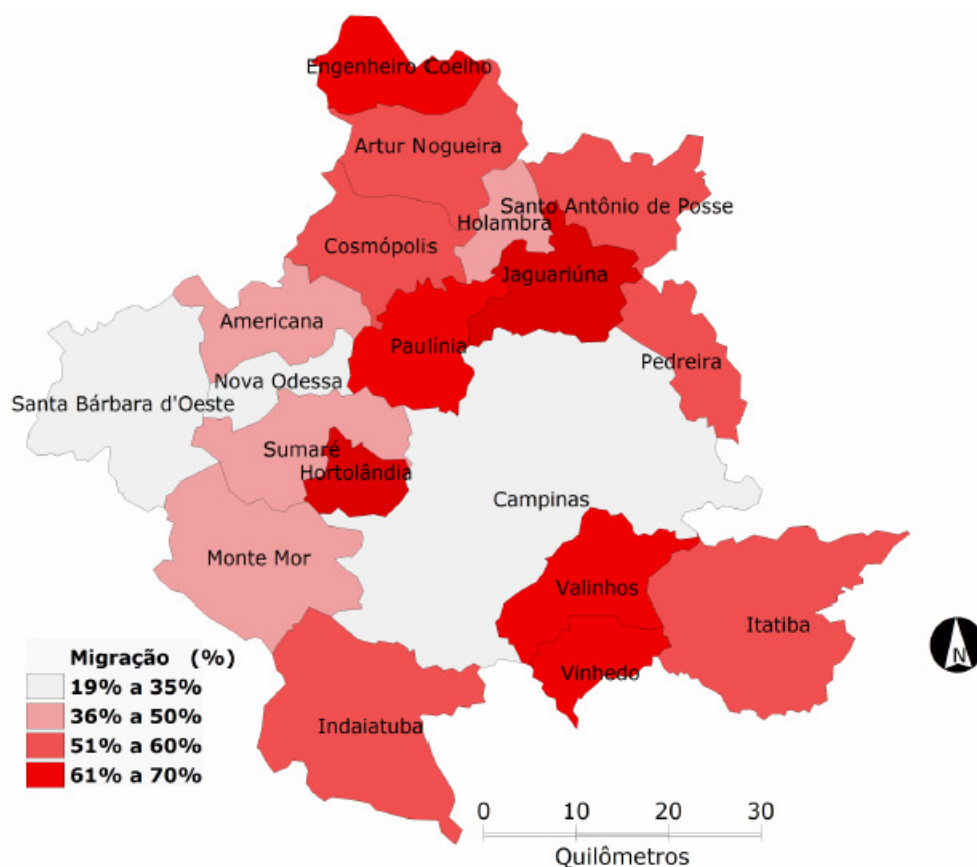 Engenheiro Coelho
Artur Nogueira
Santo Antônio de Posse
Holambra
Cosmópolis
Jaguariúna
Americana
Paulínia
Pedreira
Nova Odessa
Santa Bárbara d'Oeste
Sumaré
Hortolândia
Campinas
Monte Mor
Valinhos
Itatiba
Vinhedo
Indaiatuba
N
Migração (%)
19% a 35%
36% a 50%
51% a 60%
61% a 70%
0 10 20 30
Quilômetros